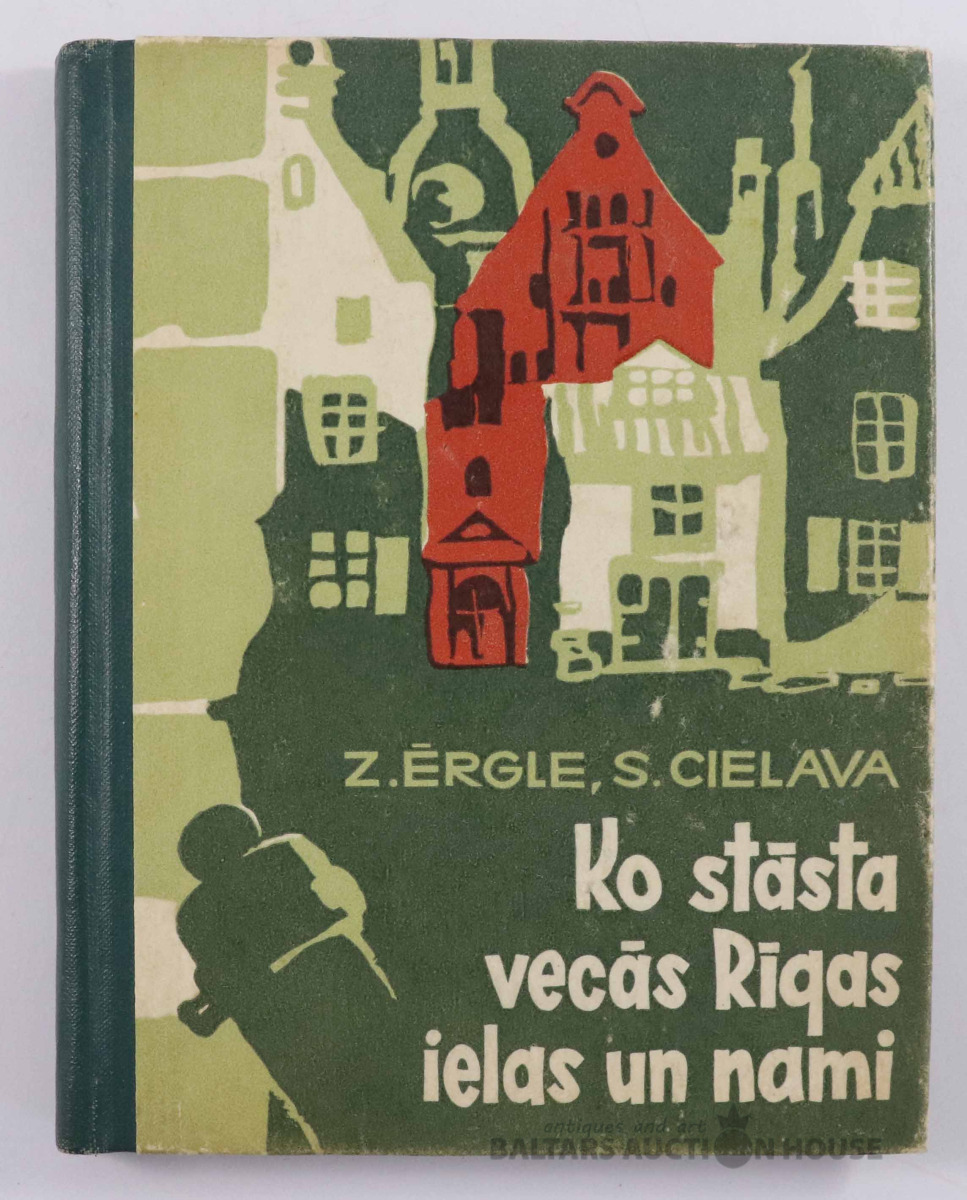 Z. ĒRGLE, S. CIELAVA
Ko stāsta
vecās Rīgas
ielas un nami
antiques and art
BALTARS AUCTION HOUSE